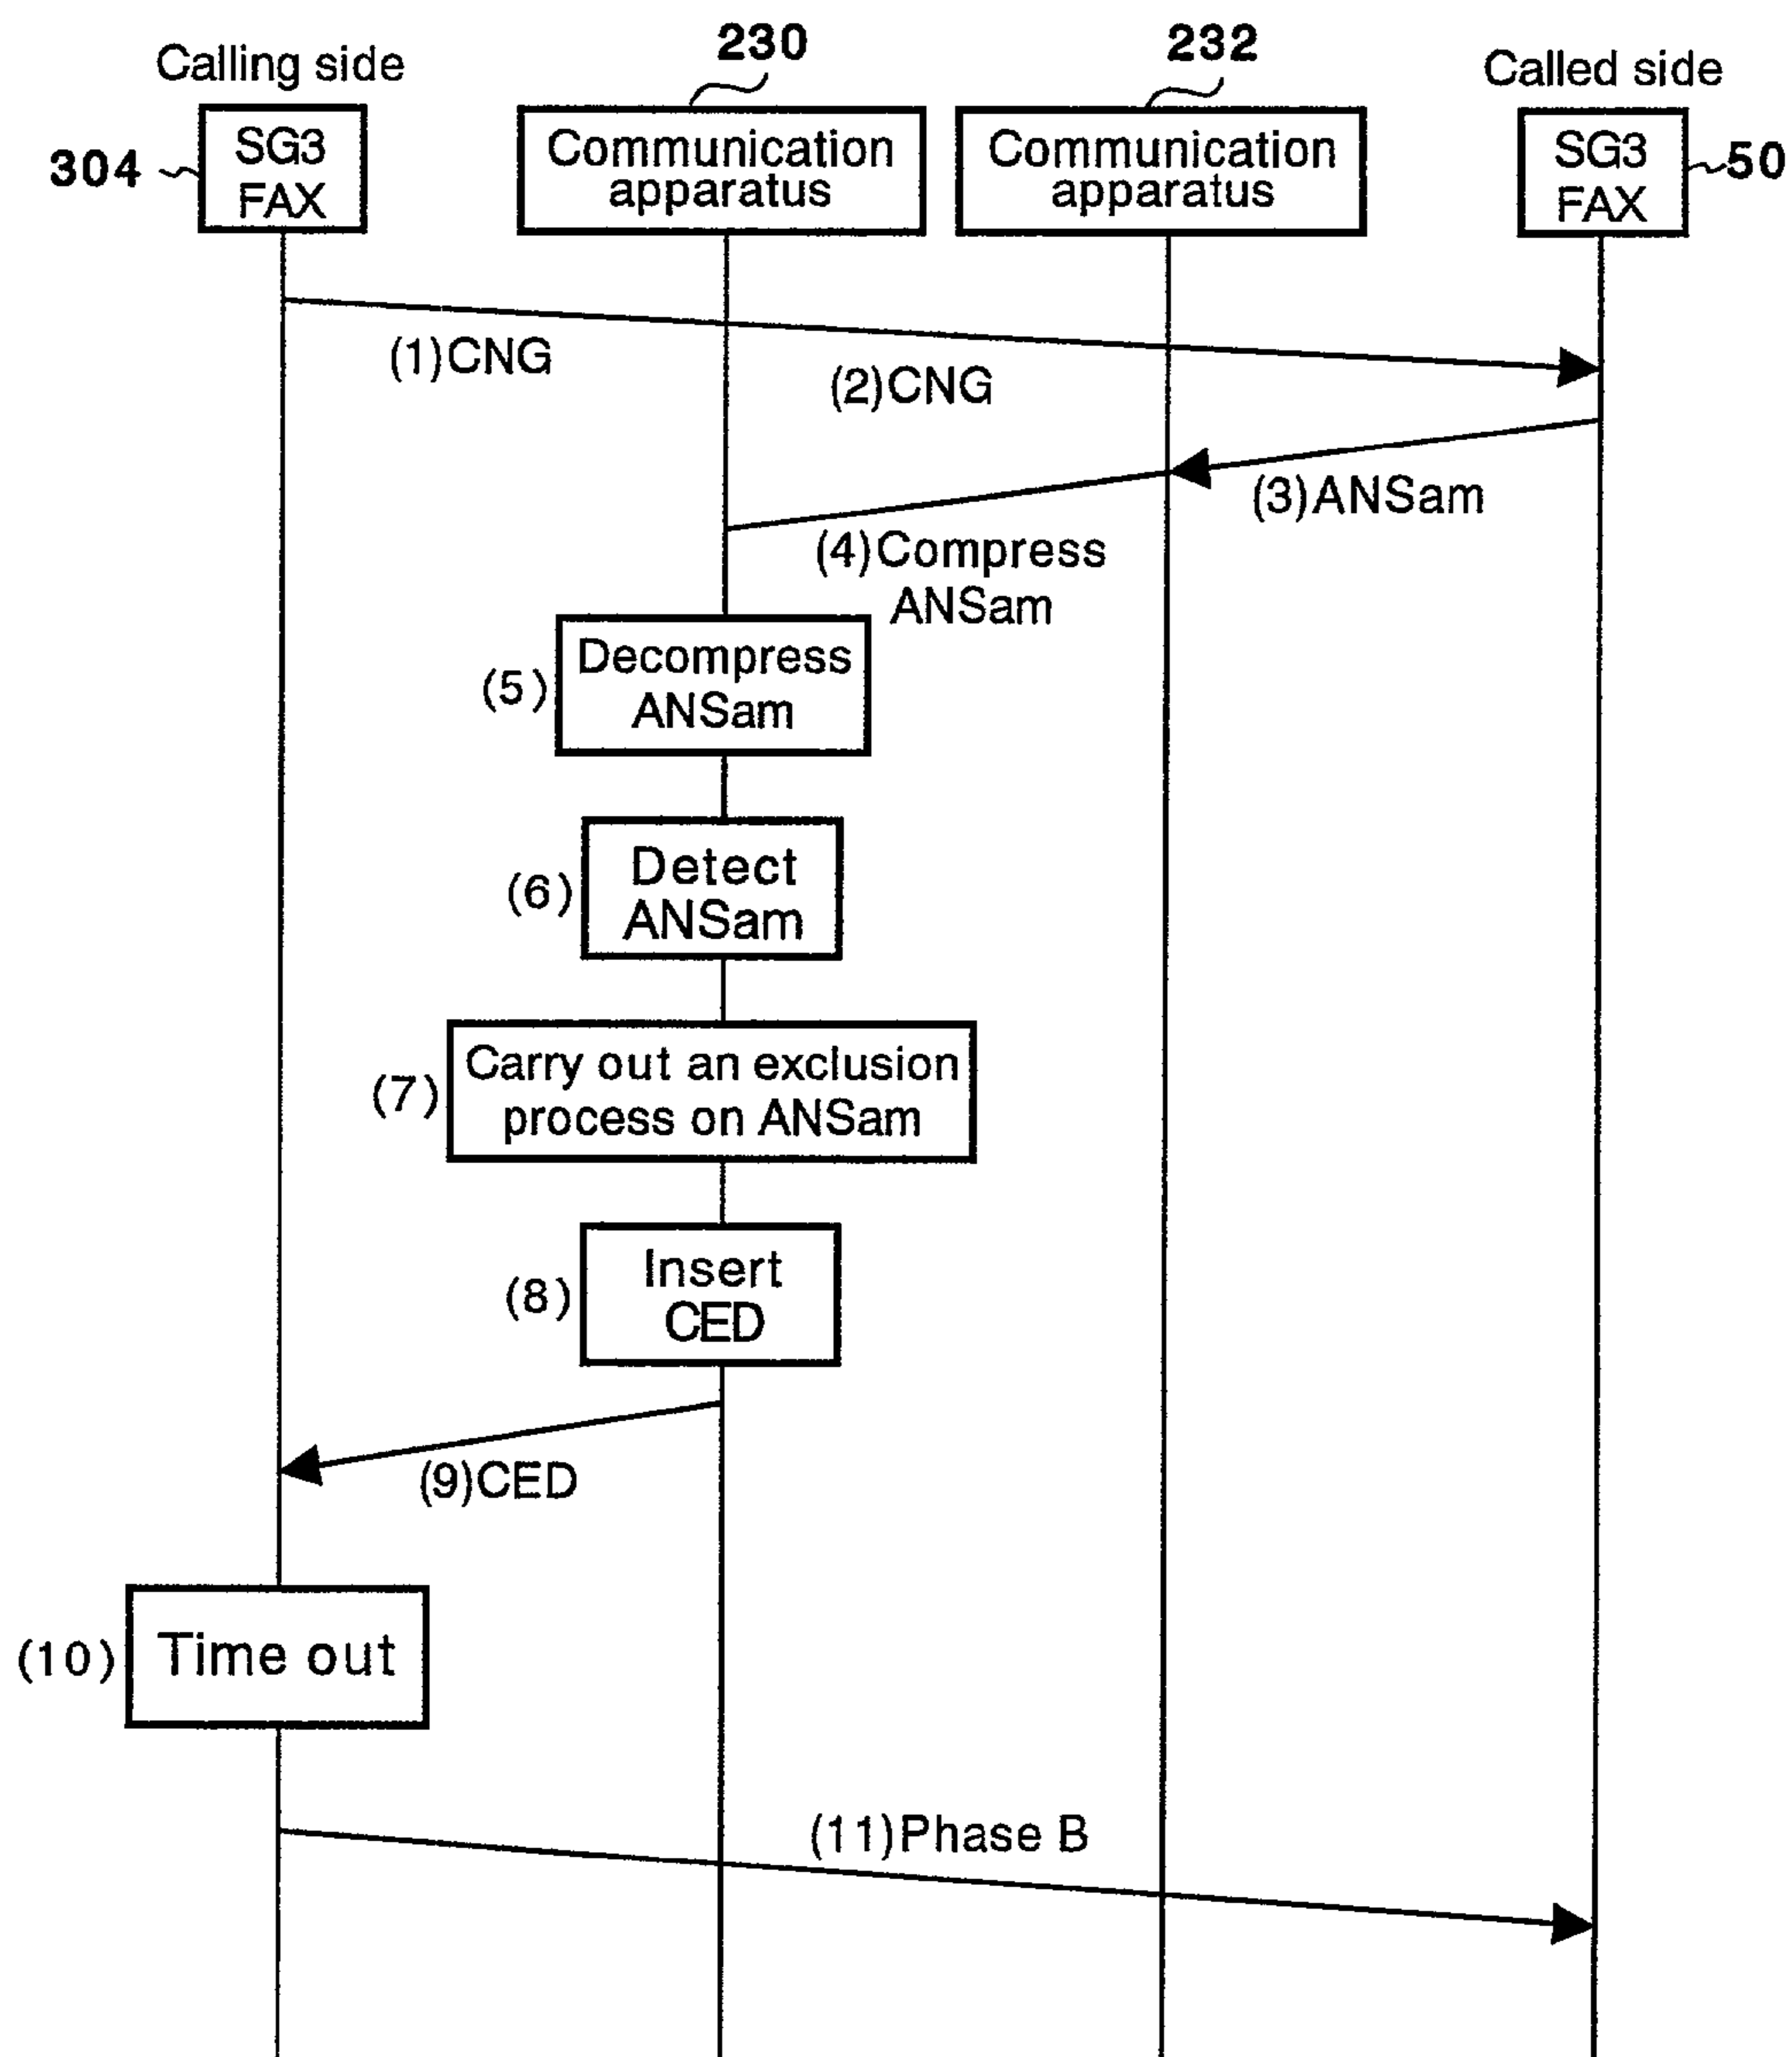 230
232
Calling side
Called side
304
SG3
FAX
Communication
apparatus
Communication
apparatus
SG3
FAX
50
(1)CNG
(2)CNG
(3)ANSam
(4)Compress
ANSam
(5)
Decompress
ANSam
(6)
Detect
ANSam
(7)
Carry out an exclusion
process on ANSam
(8)
Insert
CED
(9)CED
(10)
Time out
(11)Phase B